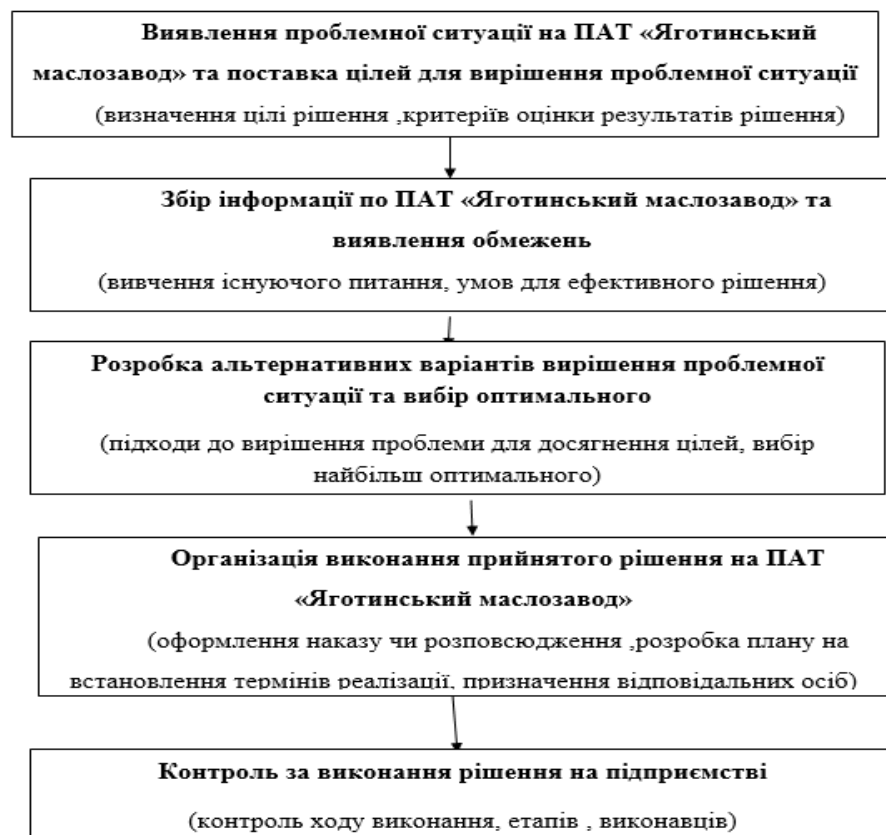 Виявлення проблемної ситуації на ПАТ «Яготинський
маслозавод» та поставка цілей для вирішення проблемної ситуації
(визначення цілі рішення ,критеріїв оцінки результатів рішення)
Збір інформації по ПАТ «Яготинський маслозавод» та
виявлення обмежень
(вивчення існуючого питання, умов для ефективного рішення)
Розробка альтернативних варіантів вирішення проблемної
ситуації та вибір оптимального
(підходи до вирішення проблеми для досягнення цілей, вибір
найбільш оптимального)
Організація виконання прийнятого рішення на ПАТ
«Яготинський маслозавод»
(оформлення наказу чи розповсюдження ,розробка плану на
встановлення термінів реалізації, призначення відповідальних осіб)
Контроль за виконання рішення на підприємстві
(контроль ходу виконання, етапів , виконавців)